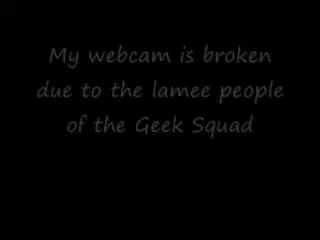 My webcam is broken
due to the lamee people
of the Geek Squad